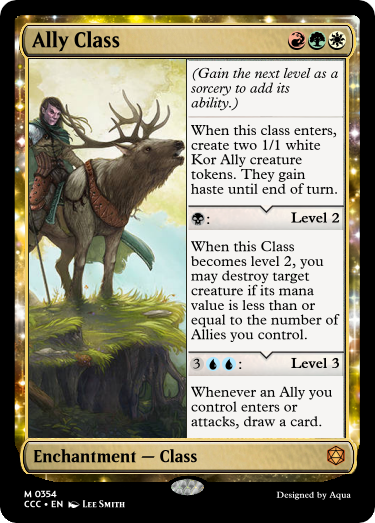 Ally Class
(Gain the next level as a
sorcery to add its
ability.)
When this class enters,
create two 1/1 white
Kor Ally creature
tokens. They gain
haste until end of turn.
: Level 2
When this Class
becomes level 2, you
may destroy target
creature if its mana
value is less than or
equal to the number of
Allies you control.
3 : Level 3
Whenever an Ally you
control enters or
attacks, draw a card.
Enchantment — Class
M 0354
CCC • EN Lee Smith
Designed by Aqua